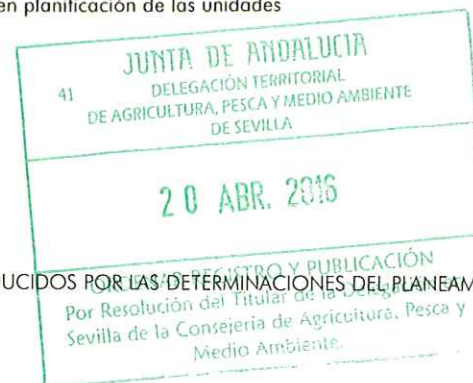 en planificación de las unidades
JUNTA DE ANDALUCIA
41
DELEGACIÓN TERRITORIAL
DE AGRICULTURA, PESCA Y MEDIO AMBIENTE
DE SEVILLA
20 ABR. 2016
REGISTRO Y PUBLICACIÓN
UCIDOS POR LAS DETERMINACIONES DEL PLANEAM
Por Resolución del Titular de la
Sevilla de la Consejería de Agricultura, Pesca y
Medio Ambiente.